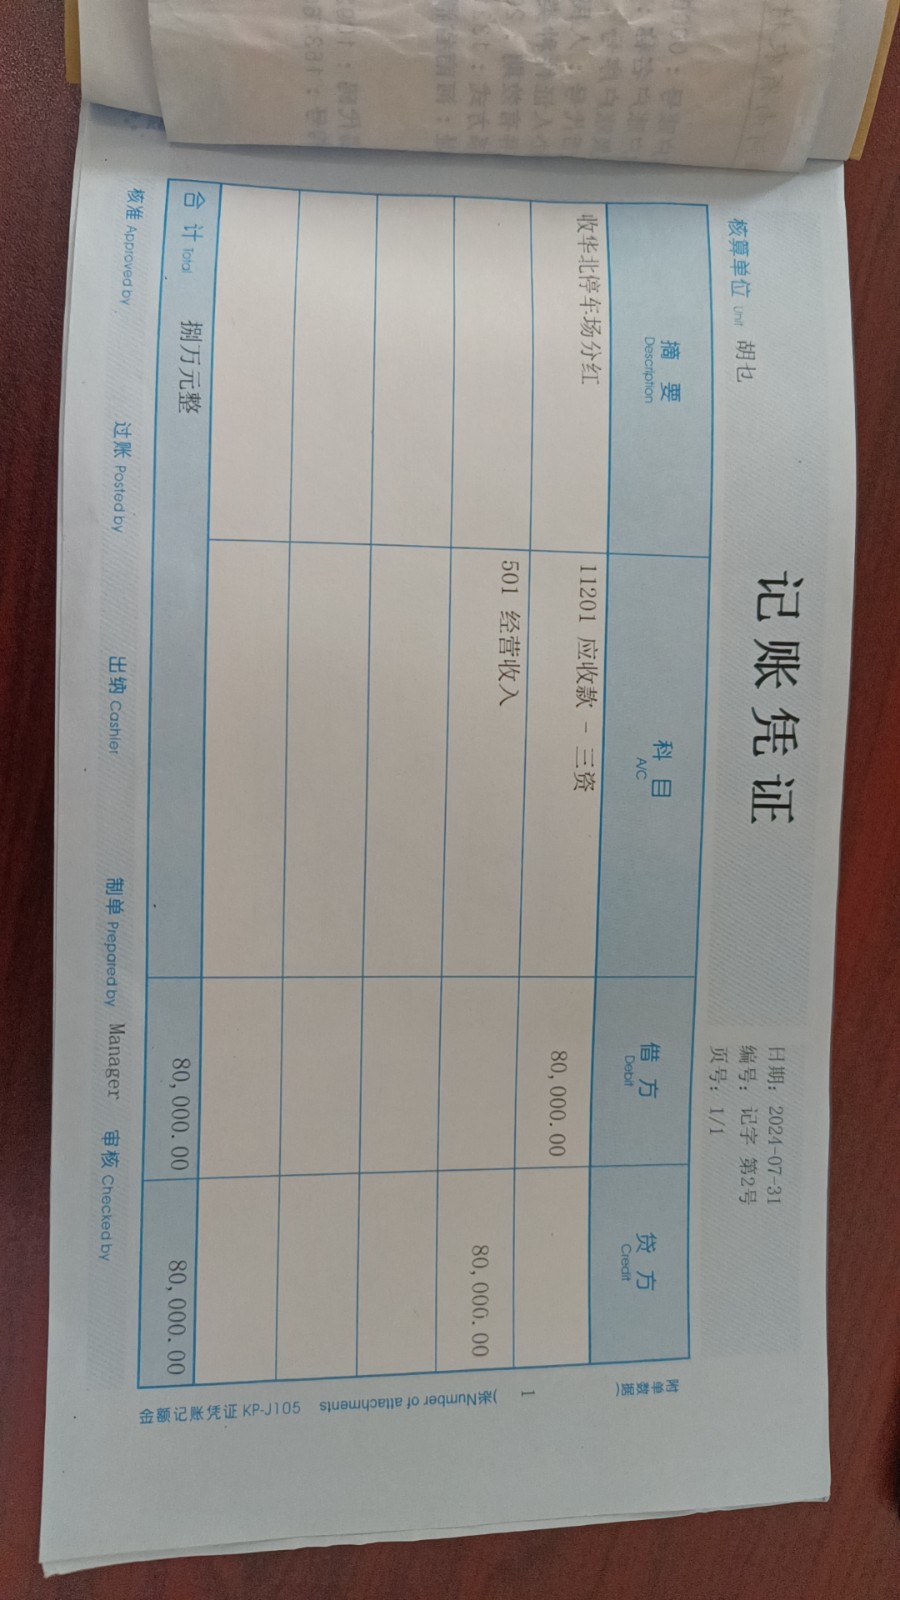 记账凭证
日期：2024-07-31
编号：记字 第2号
页号：1/1
核算单位 Unit 胡乜
附单据数（
1
张Number of attachments）
摘 要 科 目 借 方 贷 方
Description A/C Debit Credit
收华北停车场分红 11201 应收款 - 三资 80,000.00
501 经营收入 80,000.00
合 计 Total 捌万元整 80,000.00 80,000.00
核准 Approved by 过账 Posted by 出纳 Cashier 制单 Prepared by Manager 审核 Checked by
金额记账凭证 KP-J105